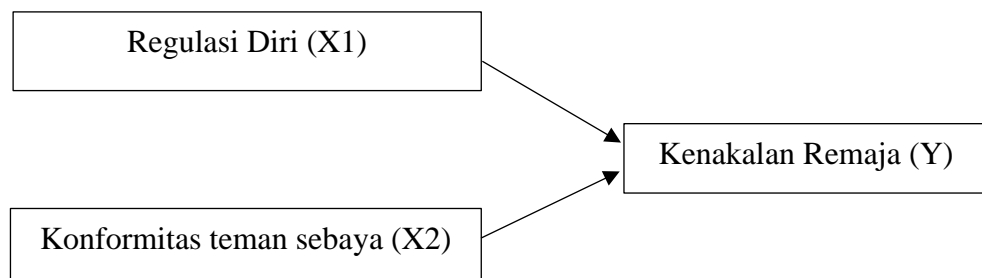 Regulasi Diri (X1)
Kenakalan Remaja (Y)
Konformitas teman sebaya (X2)